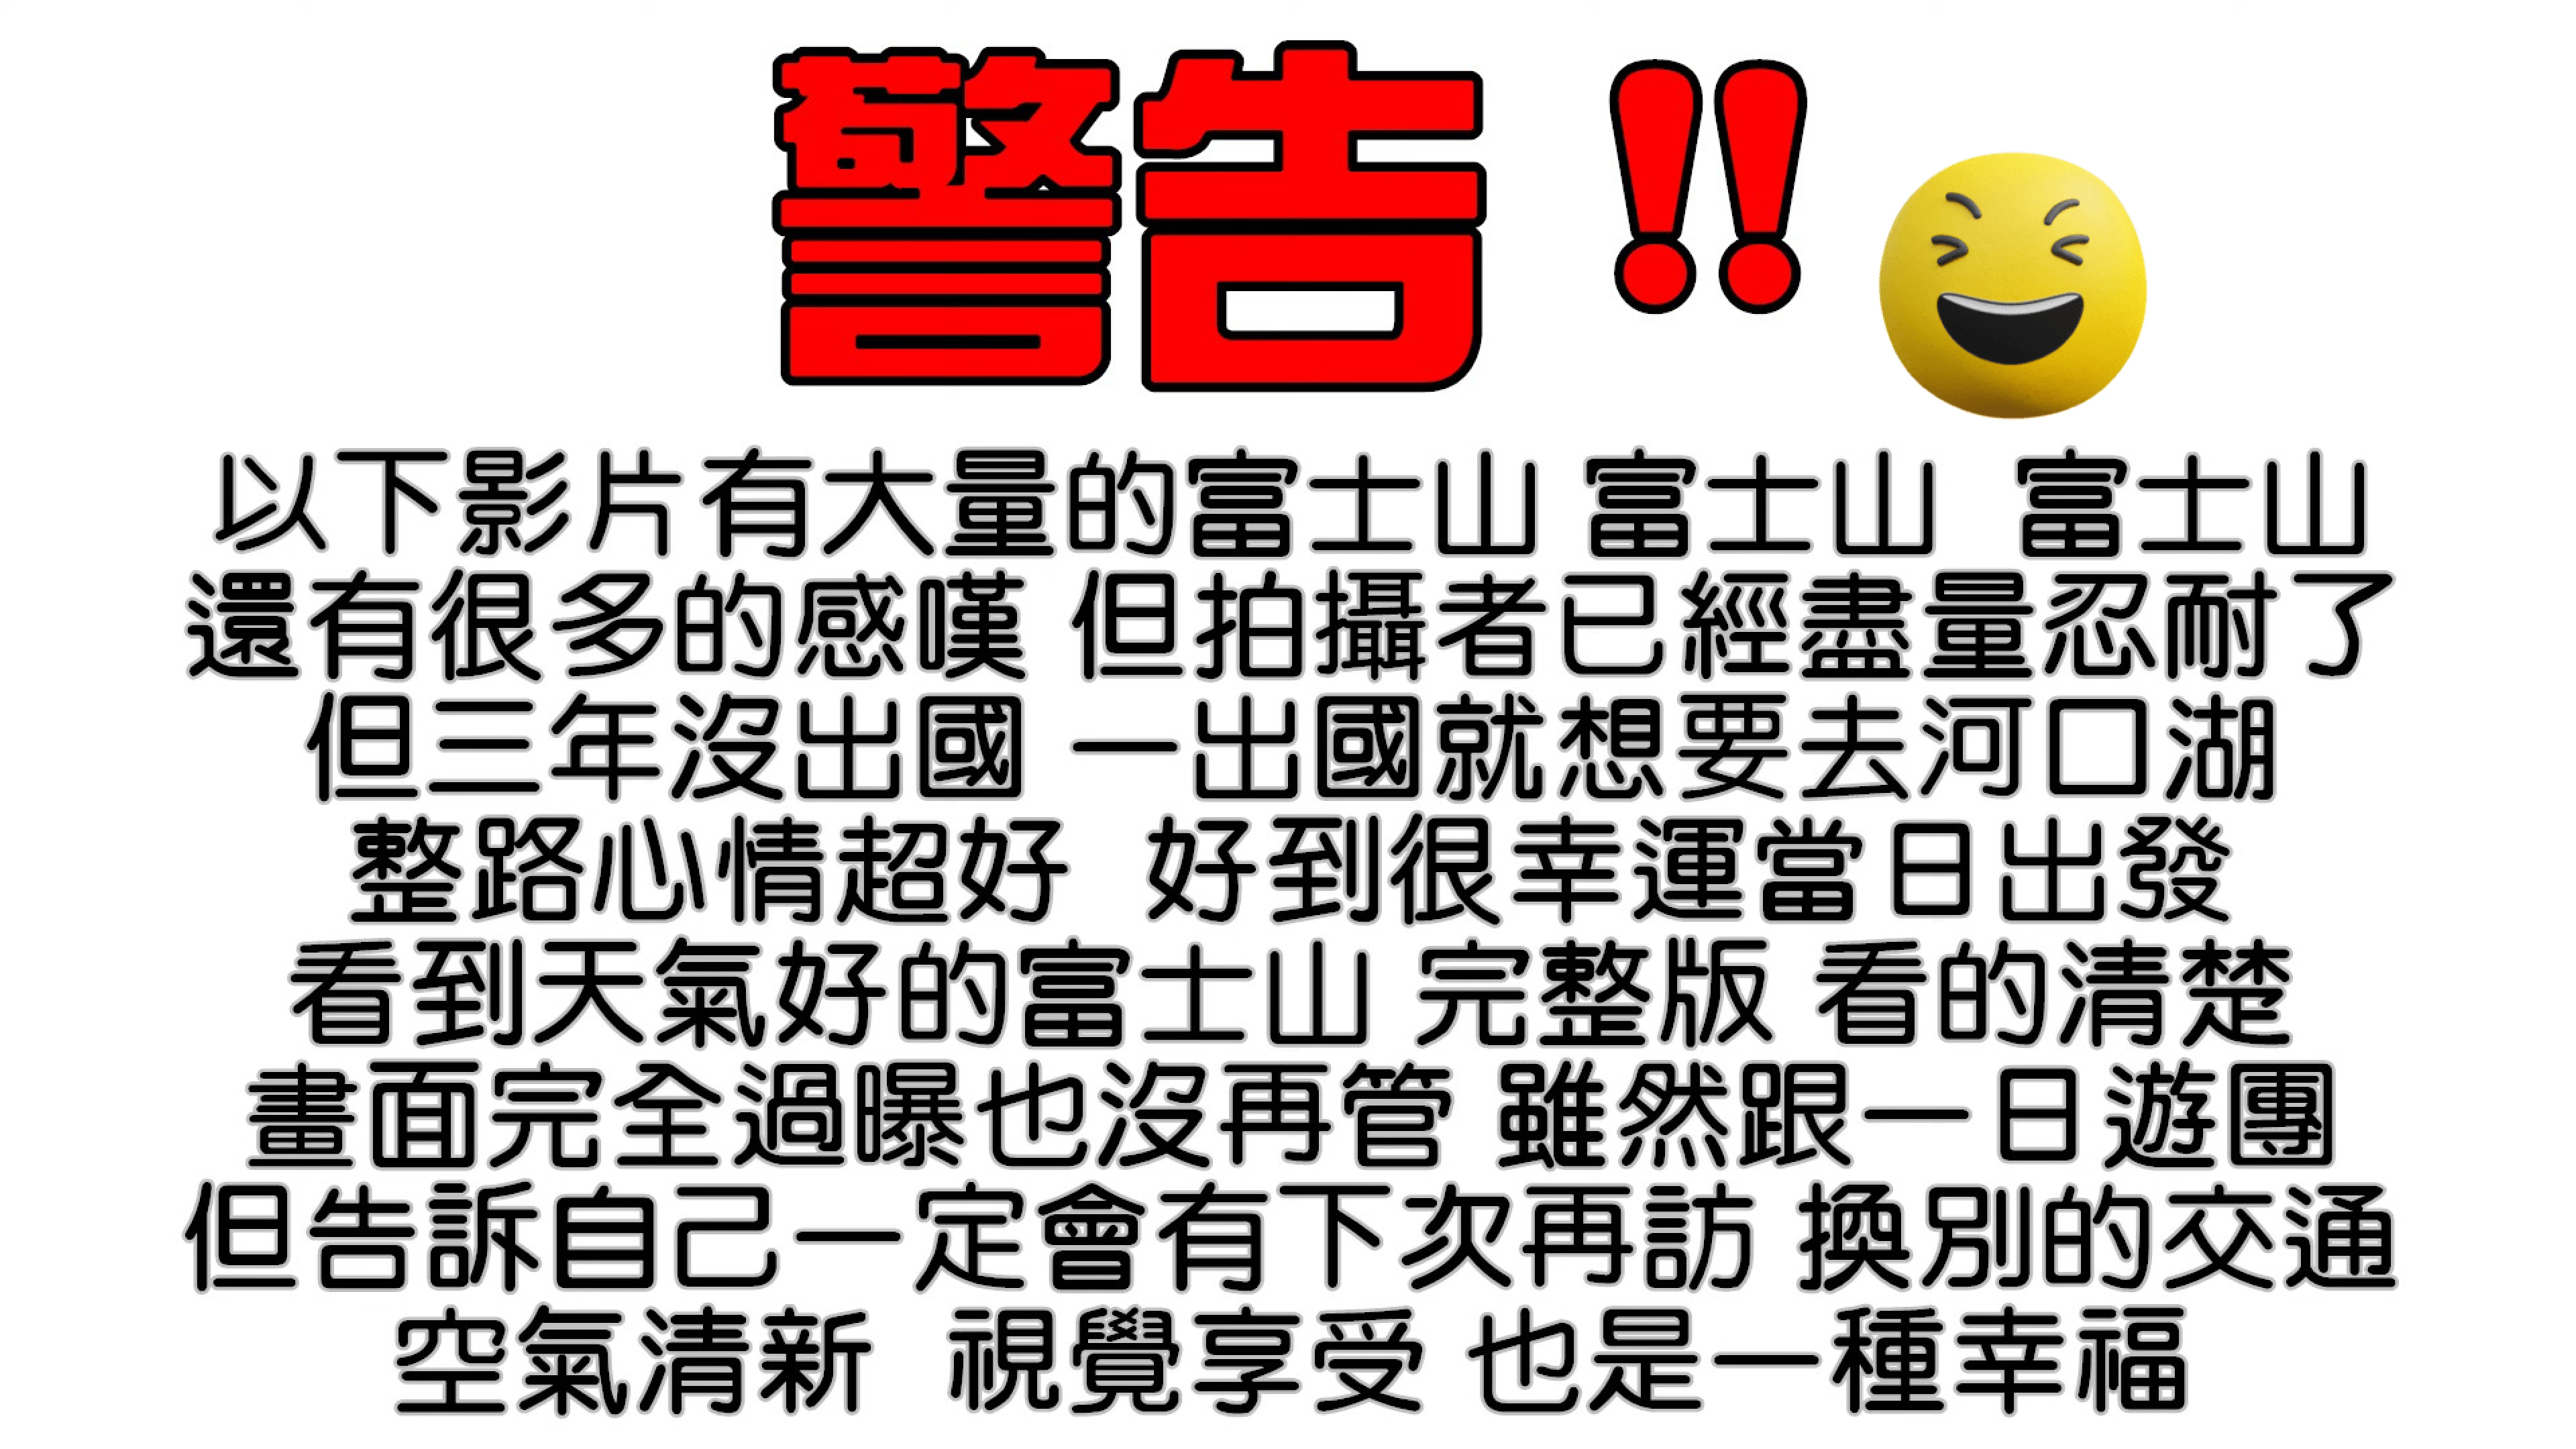 警告 !!
以下影片有大量的富士山 富士山 富士山
還有很多的感嘆 但拍攝者已經盡量忍耐了
但三年沒出國 一出國就想要去河口湖
整路心情超好 好到很幸運當日出發
看到天氣好的富士山 完整版 看的清楚
畫面完全過曝也沒再管 雖然跟一日遊團
但告訴自己一定會有下次再訪 換別的交通
空氣清新 視覺享受 也是一種幸福